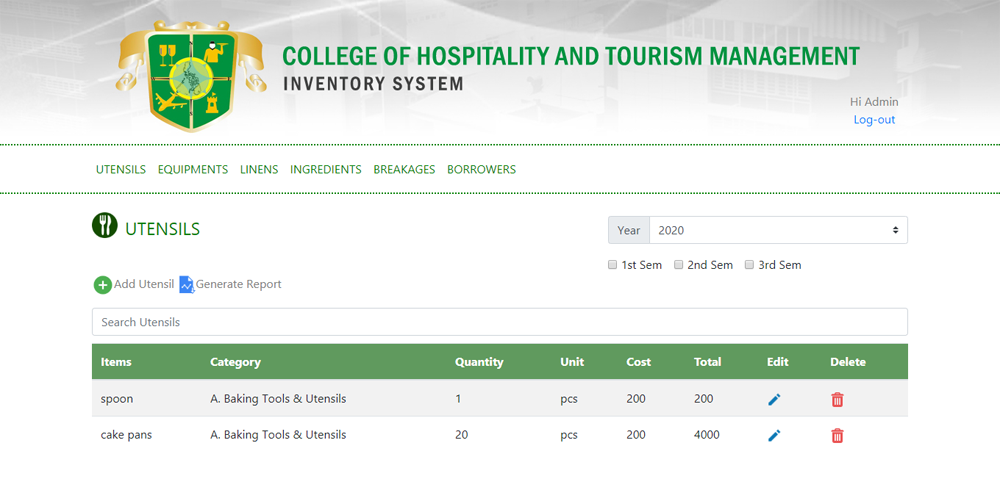 COLLEGE OF HOSPITALITY AND TOURISM MANAGEMENT
INVENTORY SYSTEM
Hi Admin
Log-out
UTENSILS EQUIPMENTS LINENS INGREDIENTS BREAKAGES BORROWERS
UTENSILS
Year 2020
1st Sem 2nd Sem 3rd Sem
Add Utensil Generate Report
Search Utensils
Items Category Quantity Unit Cost Total Edit Delete
spoon A. Baking Tools & Utensils 1 pcs 200 200
cake pans A. Baking Tools & Utensils 20 pcs 200 4000